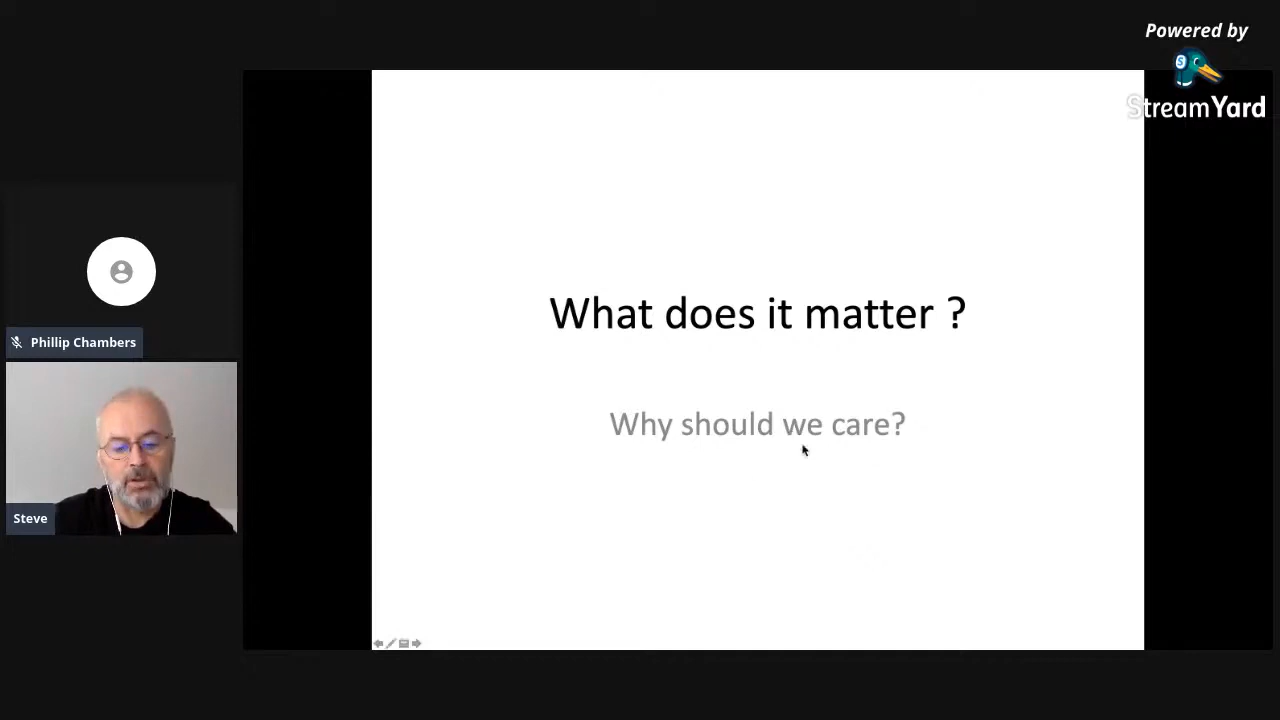 Powered by
StreamYard
What does it matter ?
Why should we care?
Phillip Chambers
Steve